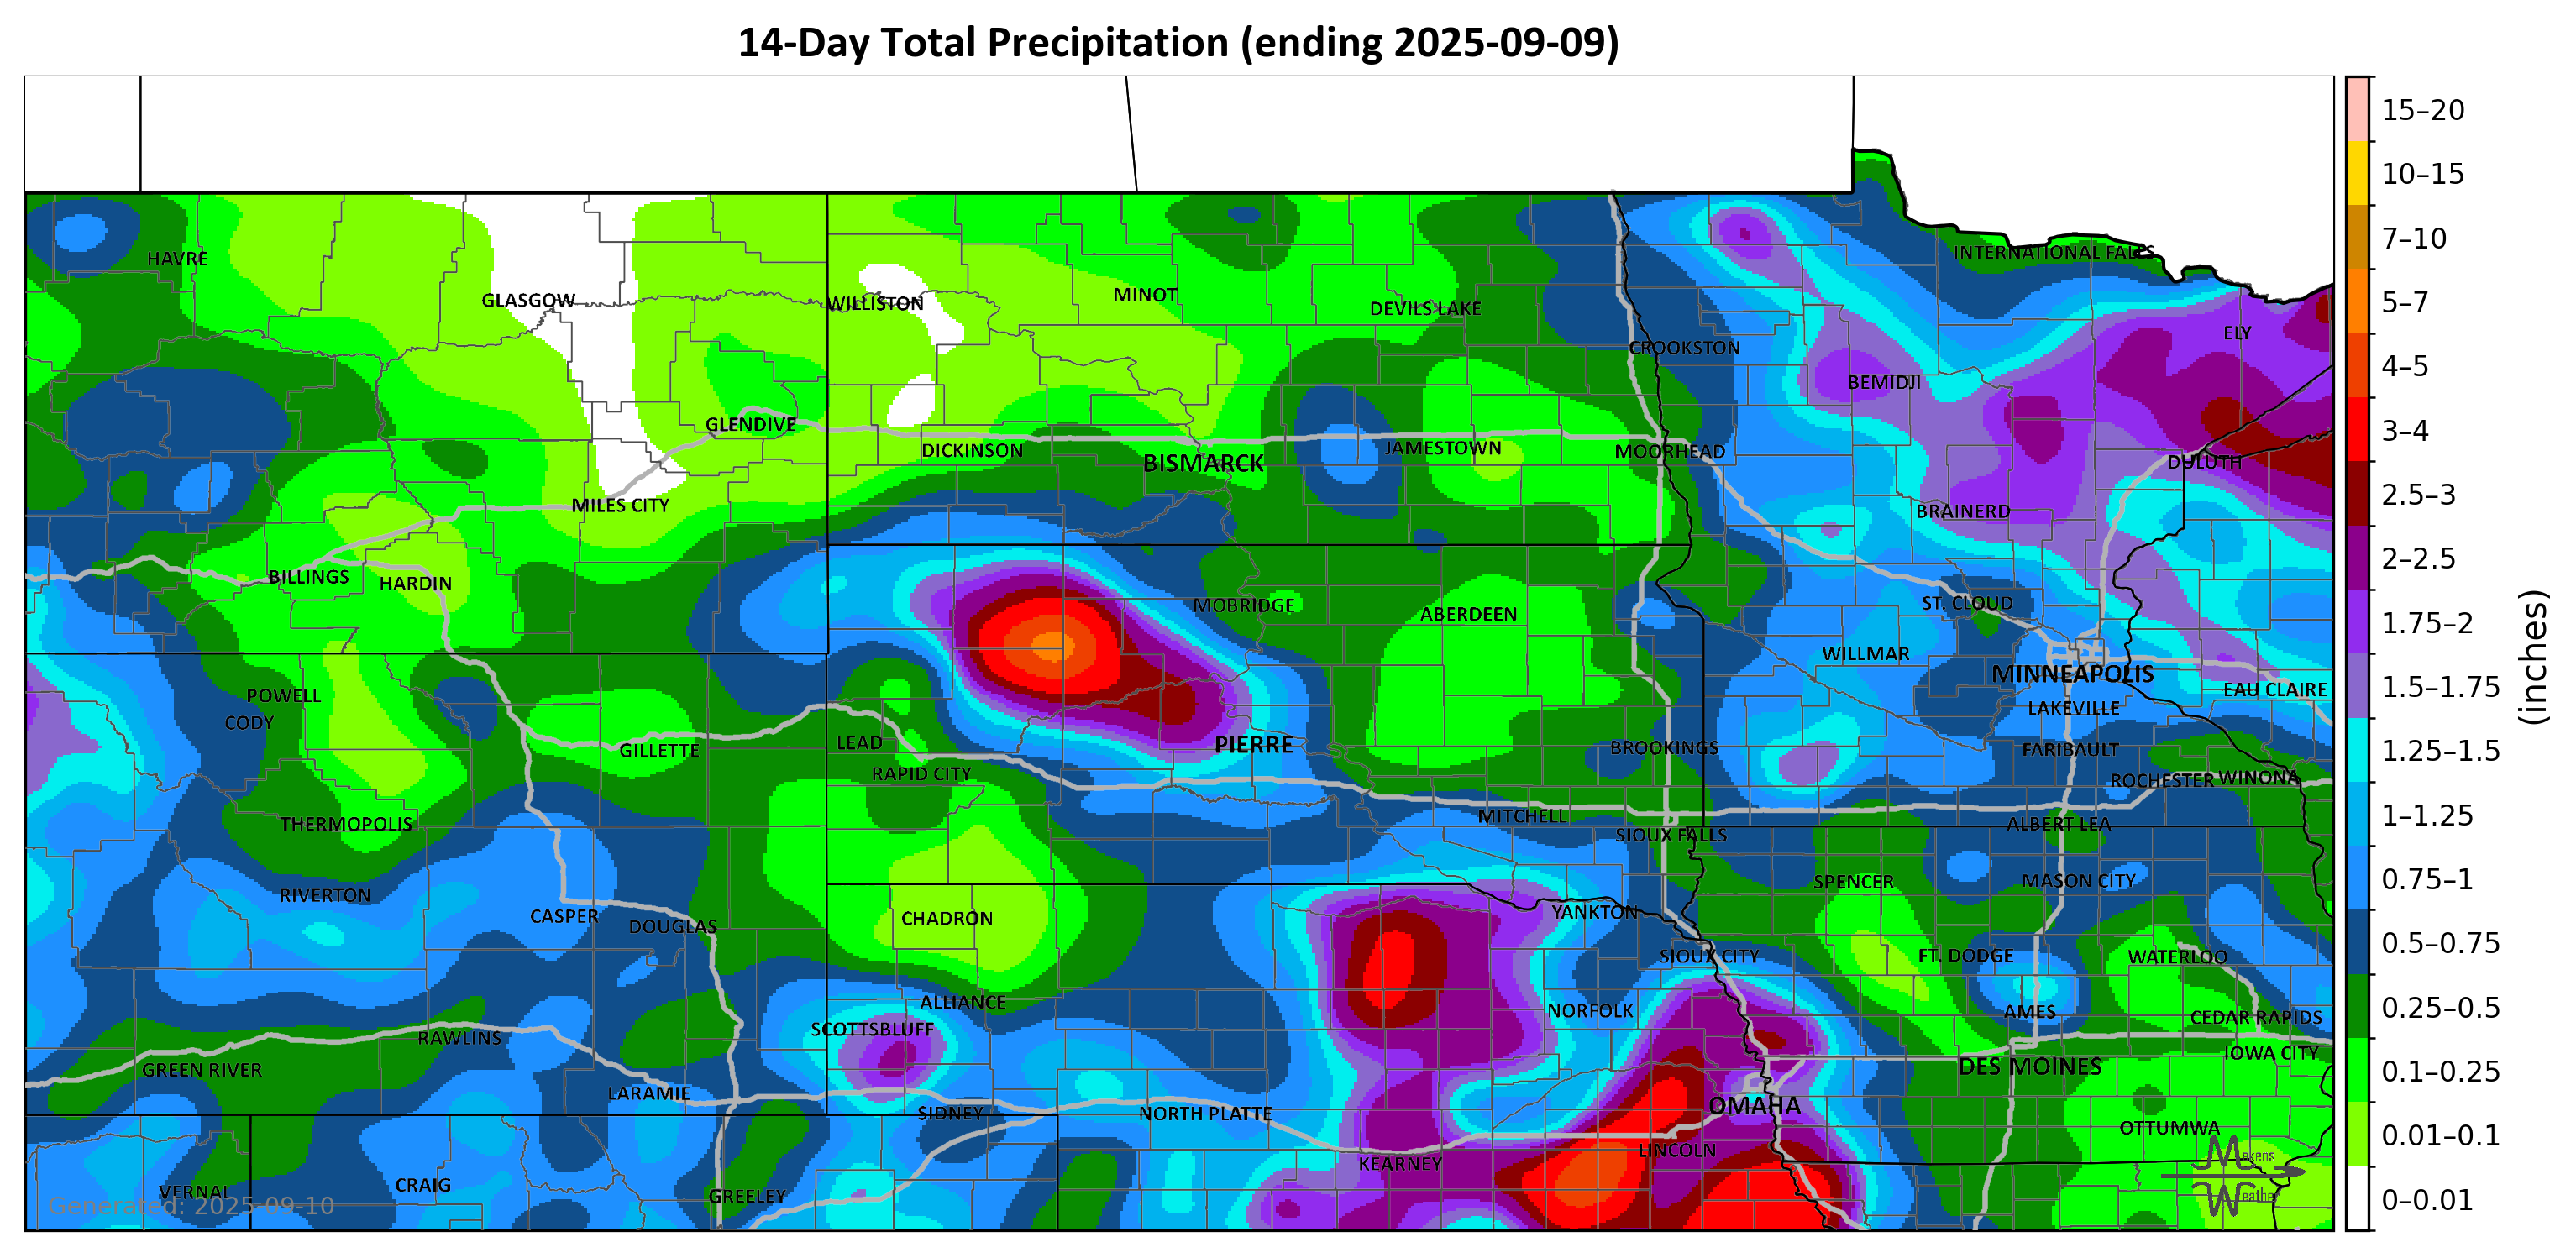 14-Day Total Precipitation (ending 2025-09-09)
HAVRE
INTERNATIONAL FALLS
GLASGOW
WILLISTON
MINOT
DEVILS LAKE
ELY
CROOKSTON
BEMIDJI
GLENDIVE
DICKINSON
BISMARCK
JAMESTOWN
MOORHEAD
DULUTH
MILES CITY
BRAINERD
BILLINGS
HARDIN
MOBRIDGE
ABERDEEN
ST. CLOUD
WILLMAR
MINNEAPOLIS
POWELL
EAU CLAIRE
CODY
LAKEVILLE
GILLETTE
LEAD
PIERRE
BROOKINGS
FARIBAULT
RAPID CITY
ROCHESTER
WINONA
THERMOPOLIS
MITCHELL
SIOUX FALLS
ALBERT LEA
RIVERTON
SPENCER
MASON CITY
CASPER
DOUGLAS
CHADRON
YANKTON
SIOUX CITY
FT. DODGE
WATERLOO
ALLIANCE
NORFOLK
AMES
CEDAR RAPIDS
SCOTTSBLUFF
RAWLINS
GREEN RIVER
DES MOINES
IOWA CITY
LARAMIE
SIDNEY
NORTH PLATTE
OMAHA
OTTUMWA
LINCOLN
KEARNEY
VERNAL
CRAIG
GREELEY
Generated: 2025-09-10
Makens
Weather
15–20
10–15
7–10
5–7
4–5
3–4
2.5–3
2–2.5
1.75–2
1.5–1.75
1.25–1.5
1–1.25
0.75–1
0.5–0.75
0.25–0.5
0.1–0.25
0.01–0.1
0–0.01
(inches)